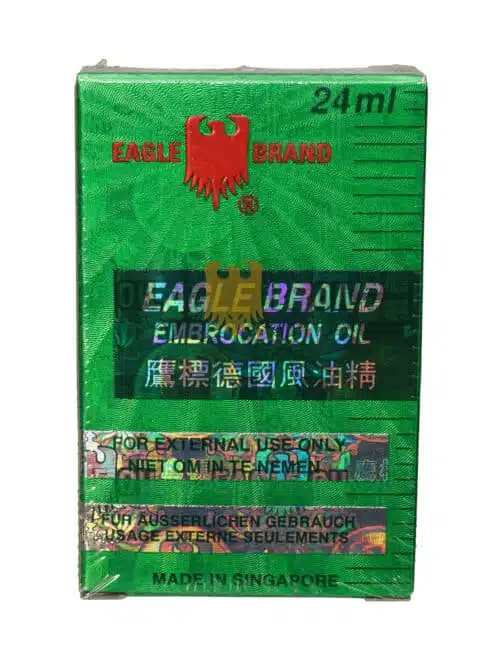 24ml
EAGLE BRAND
®
EAGLE BRAND
EMBROCATION OIL
鷹標德國風油精
FOR EXTERNAL USE ONLY
NIET OM IN TE NEMEN
FÜR ÄUSSERLICHEN GEBRAUCH
USAGE EXTERNE SEULEMENTS
MADE IN SINGAPORE